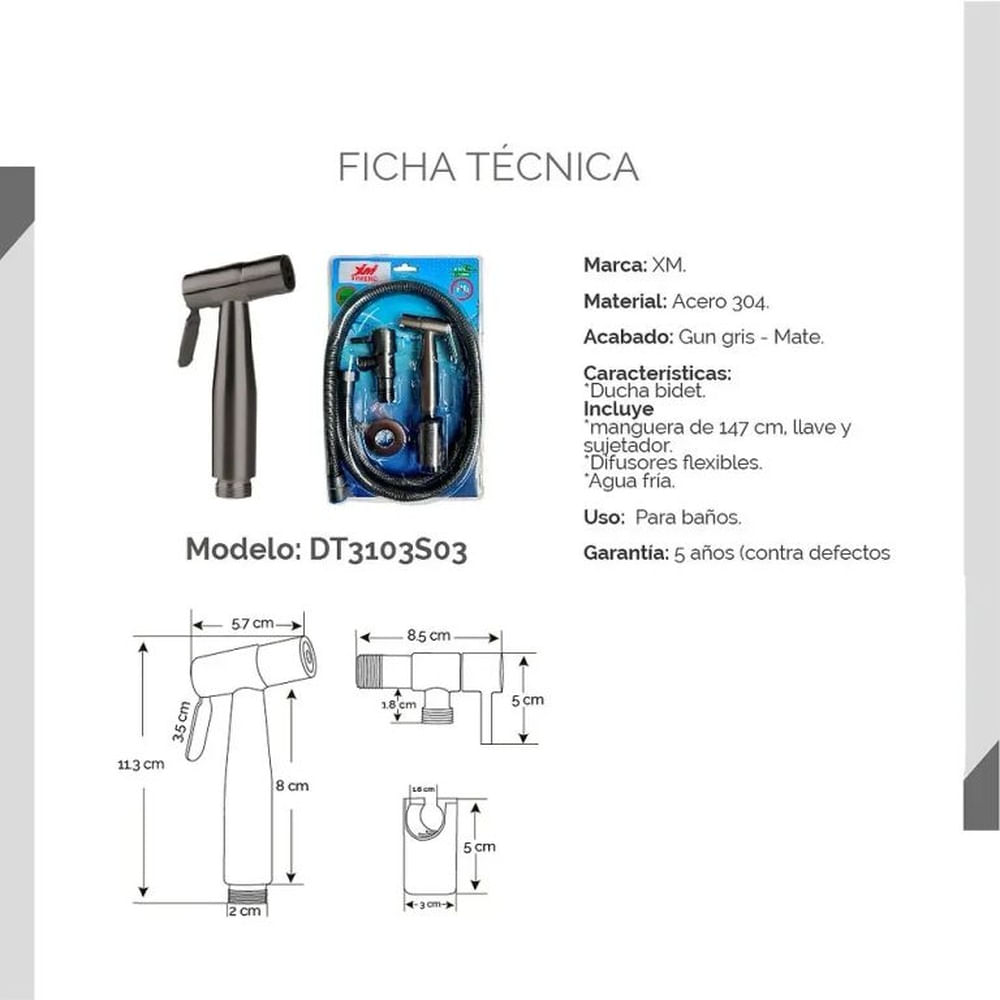 FICHA TÉCNICA
XM
Marca: XM.
Material: Acero 304.
Acabado: Gun gris - Mate.
Características:
*Ducha bidet.
Incluye
*manguera de 147 cm, llave y
sujetador.
*Difusores flexibles.
*Agua fría.
Uso: Para baños.
Garantía: 5 años (contra defectos
Modelo: DT3103S03
5.7 cm
3.5 cm
11.3 cm
8 cm
2 cm
8.5 cm
1.8 cm
5 cm
1.6 cm
5 cm
3 cm